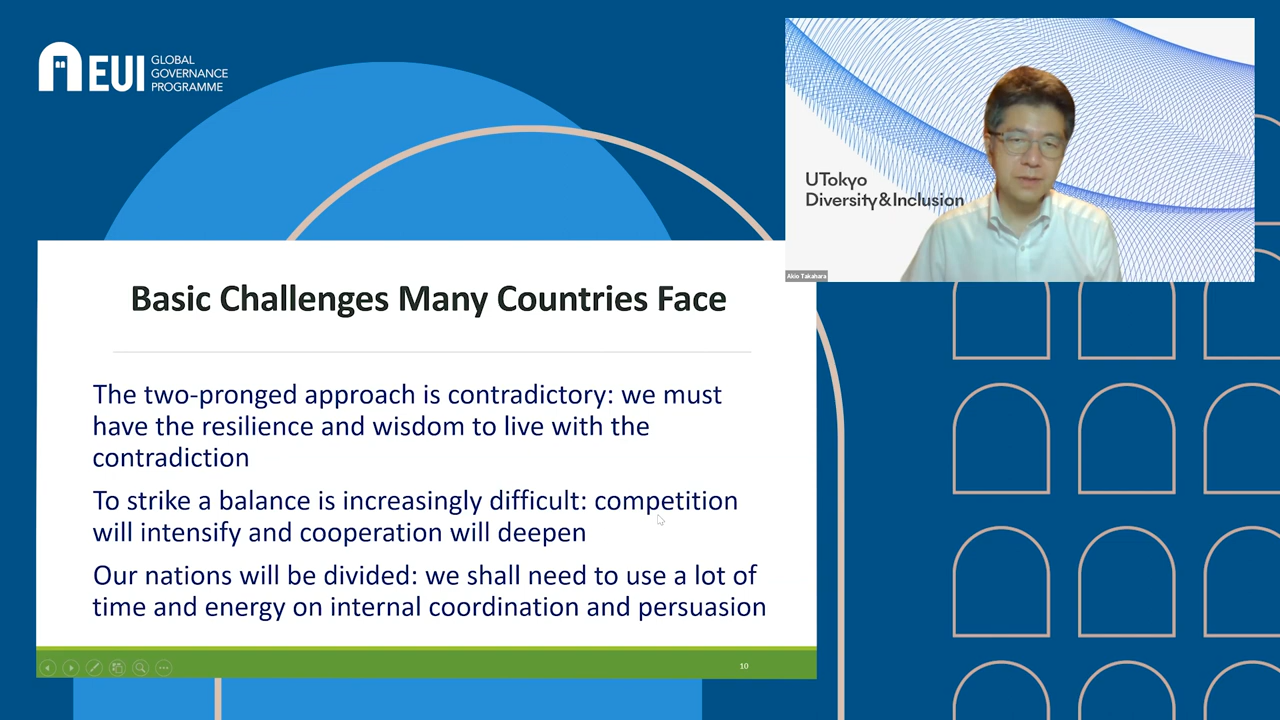 EUI
GLOBAL
GOVERNANCE
PROGRAMME
UTokyo
Diversity&Inclusion
Akio Takahara
Basic Challenges Many Countries Face
The two-pronged approach is contradictory: we must
have the resilience and wisdom to live with the
contradiction
To strike a balance is increasingly difficult: competition
will intensify and cooperation will deepen
Our nations will be divided: we shall need to use a lot of
time and energy on internal coordination and persuasion
10